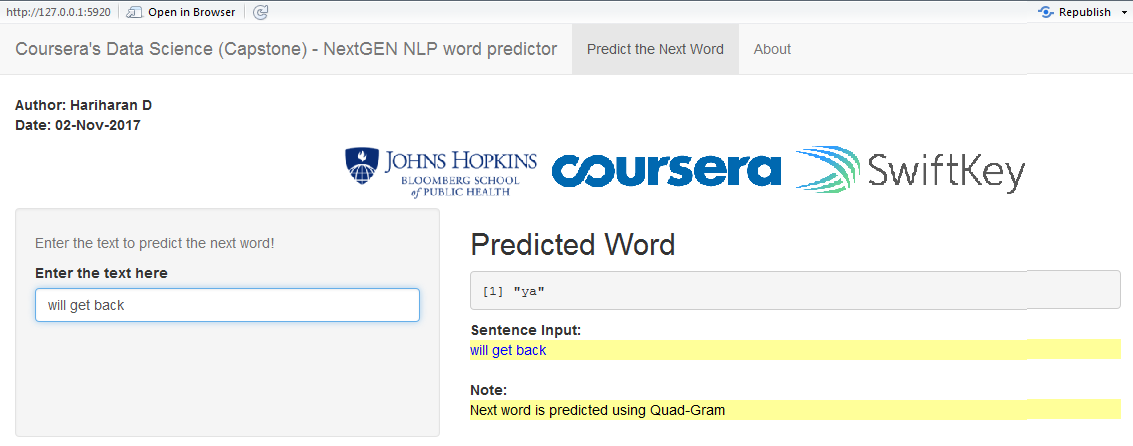 http://127.0.0.1:5920 Open in Browser Republish
Coursera's Data Science (Capstone) - NextGEN NLP word predictor Predict the Next Word About
Author: Hariharan D
Date: 02-Nov-2017
JOHNS HOPKINS
BLOOMBERG SCHOOL
of PUBLIC HEALTH
coursera
SwiftKey
Enter the text to predict the next word!
Enter the text here
will get back
Predicted Word
[1] "ya"
Sentence Input:
will get back
Note:
Next word is predicted using Quad-Gram